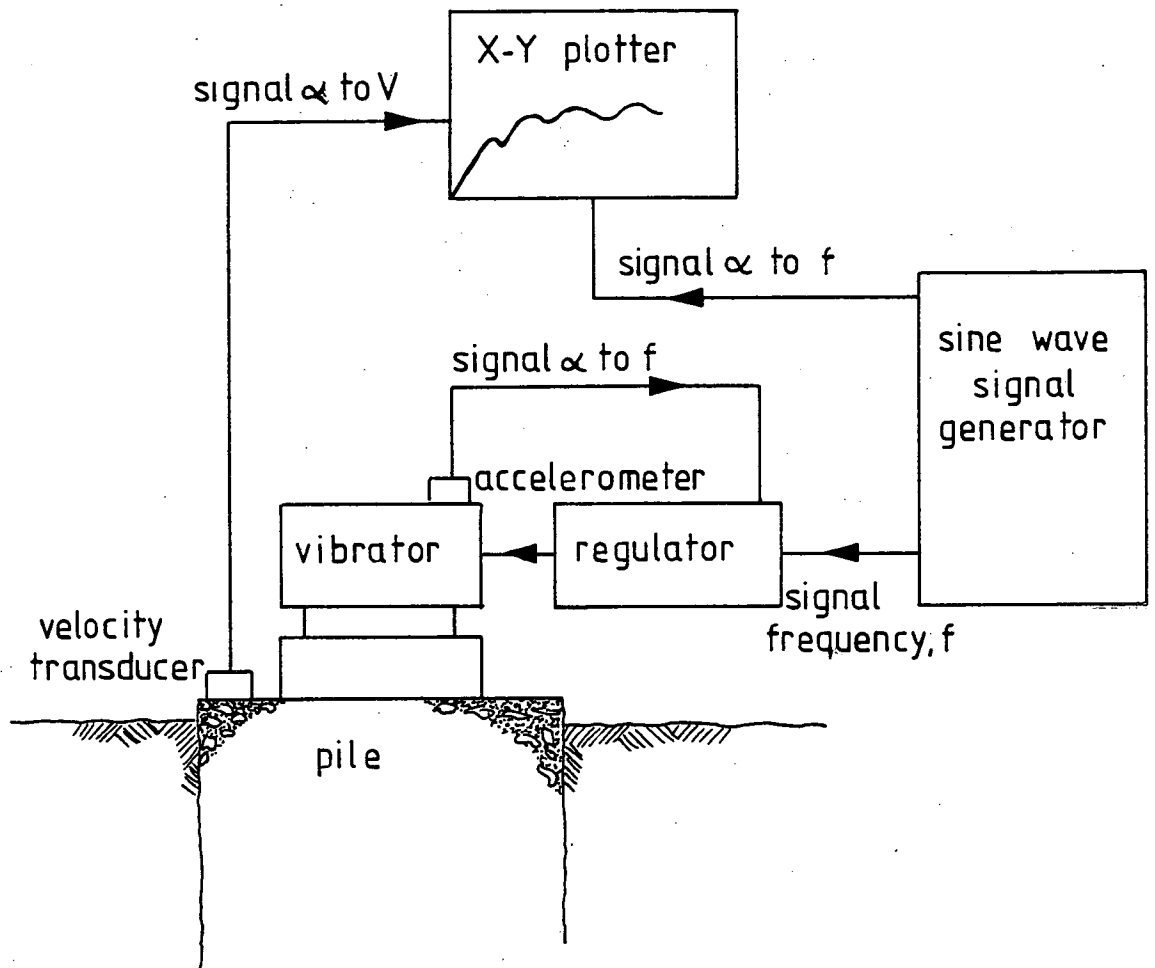 X-Y plotter
signal ∝ to V
signal ∝ to f
sine wave
signal
generator
signal ∝ to f
accelerometer
vibrator
regulator
signal
frequency, f
velocity
transducer
pile